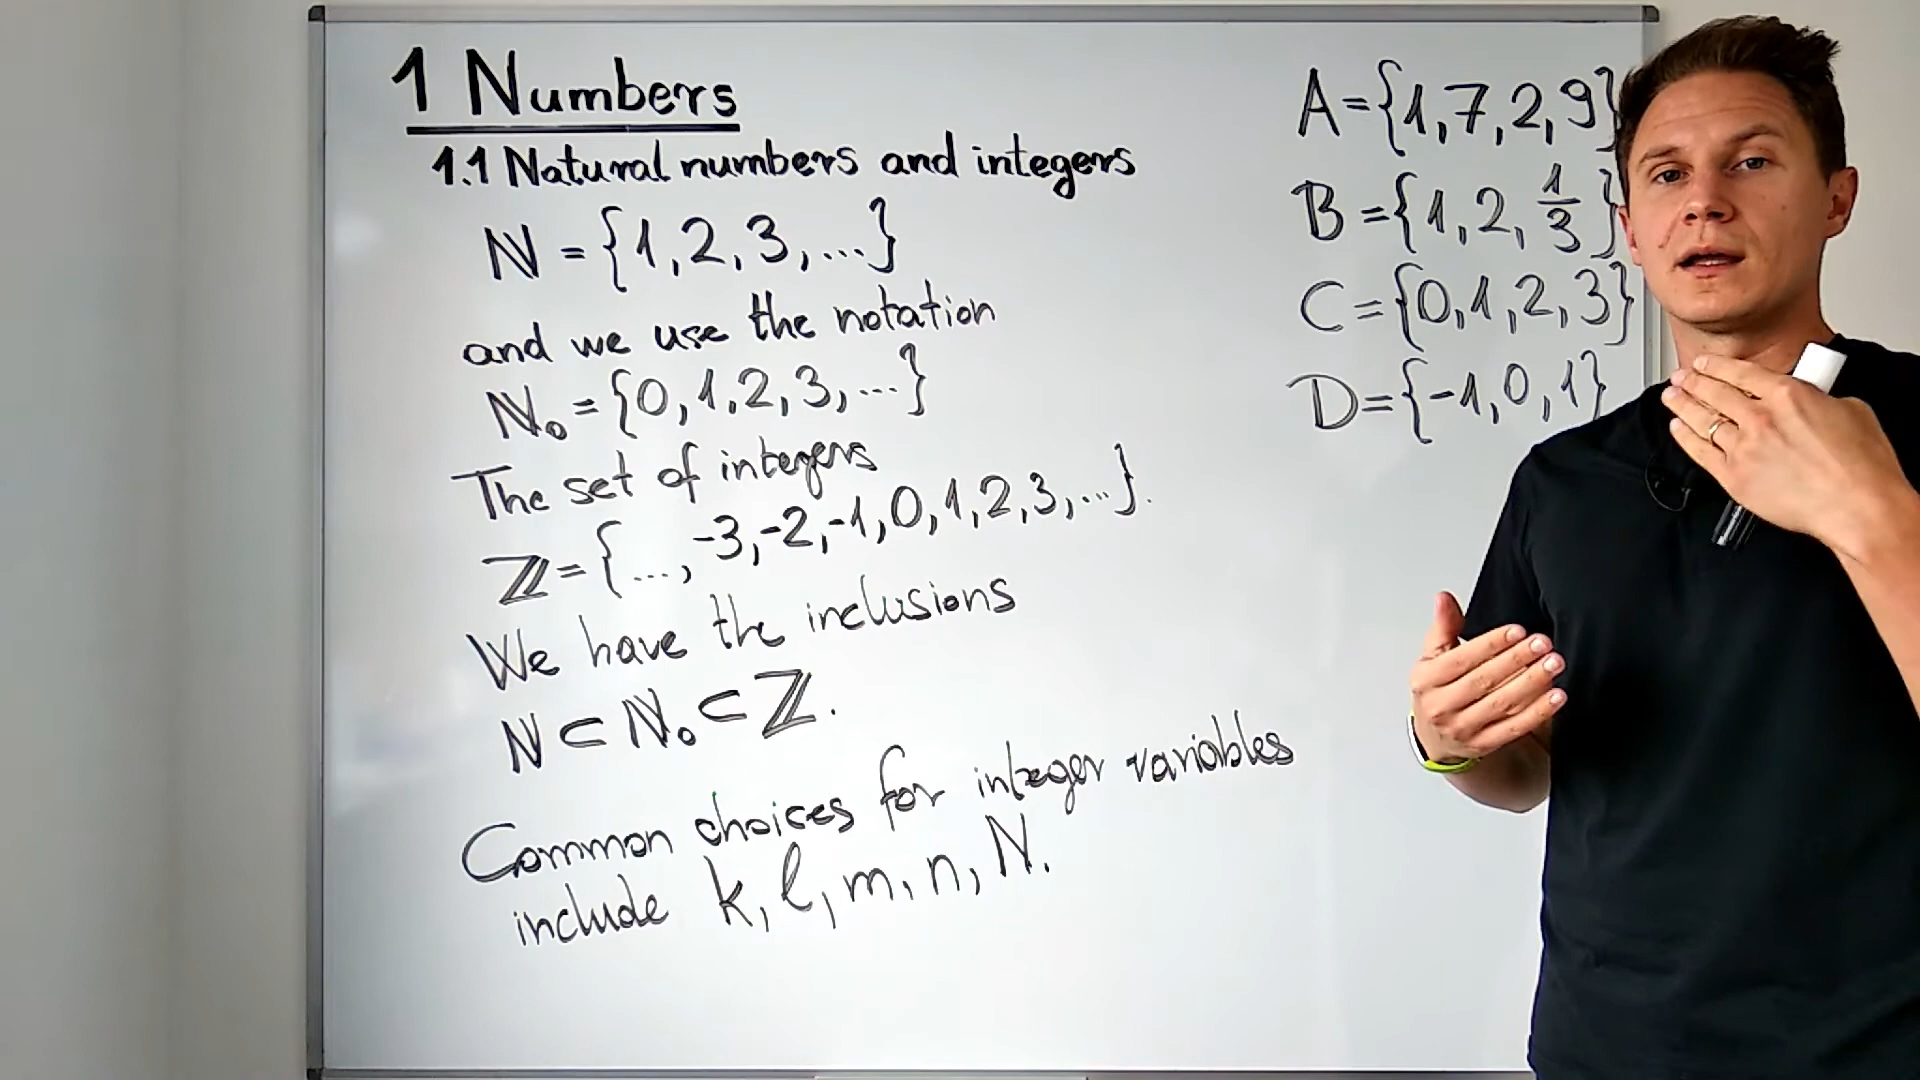 1 Numbers
1.1 Natural numbers and integers
ℕ = {1, 2, 3, ...}
and we use the notation
ℕ₀ = {0, 1, 2, 3, ...}
The set of integers
ℤ = {..., -3, -2, -1, 0, 1, 2, 3, ...}.
We have the inclusions
ℕ ⊂ ℕ₀ ⊂ ℤ.
Common choices for integer variables
include k, l, m, n, N.
A = {1, 7, 2, 9}
B = {1, 2, 1/3}
C = {0, 1, 2, 3}
D = {-1, 0, 1}